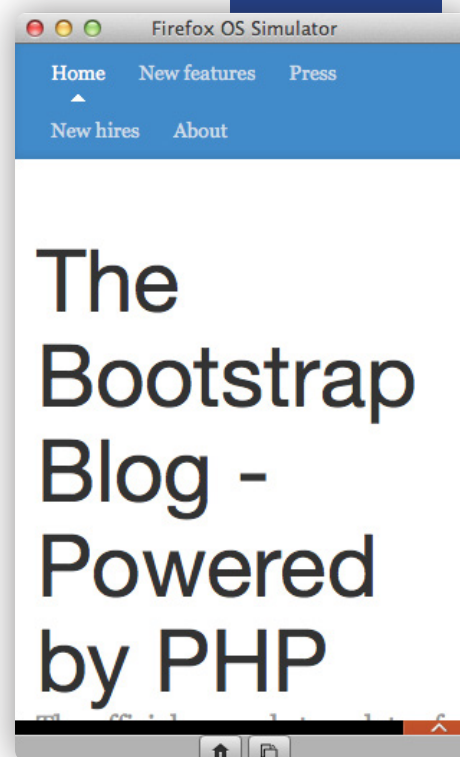 Firefox OS Simulator
Home New features Press
New hires About
The
Bootstrap
Blog -
Powered
by PHP